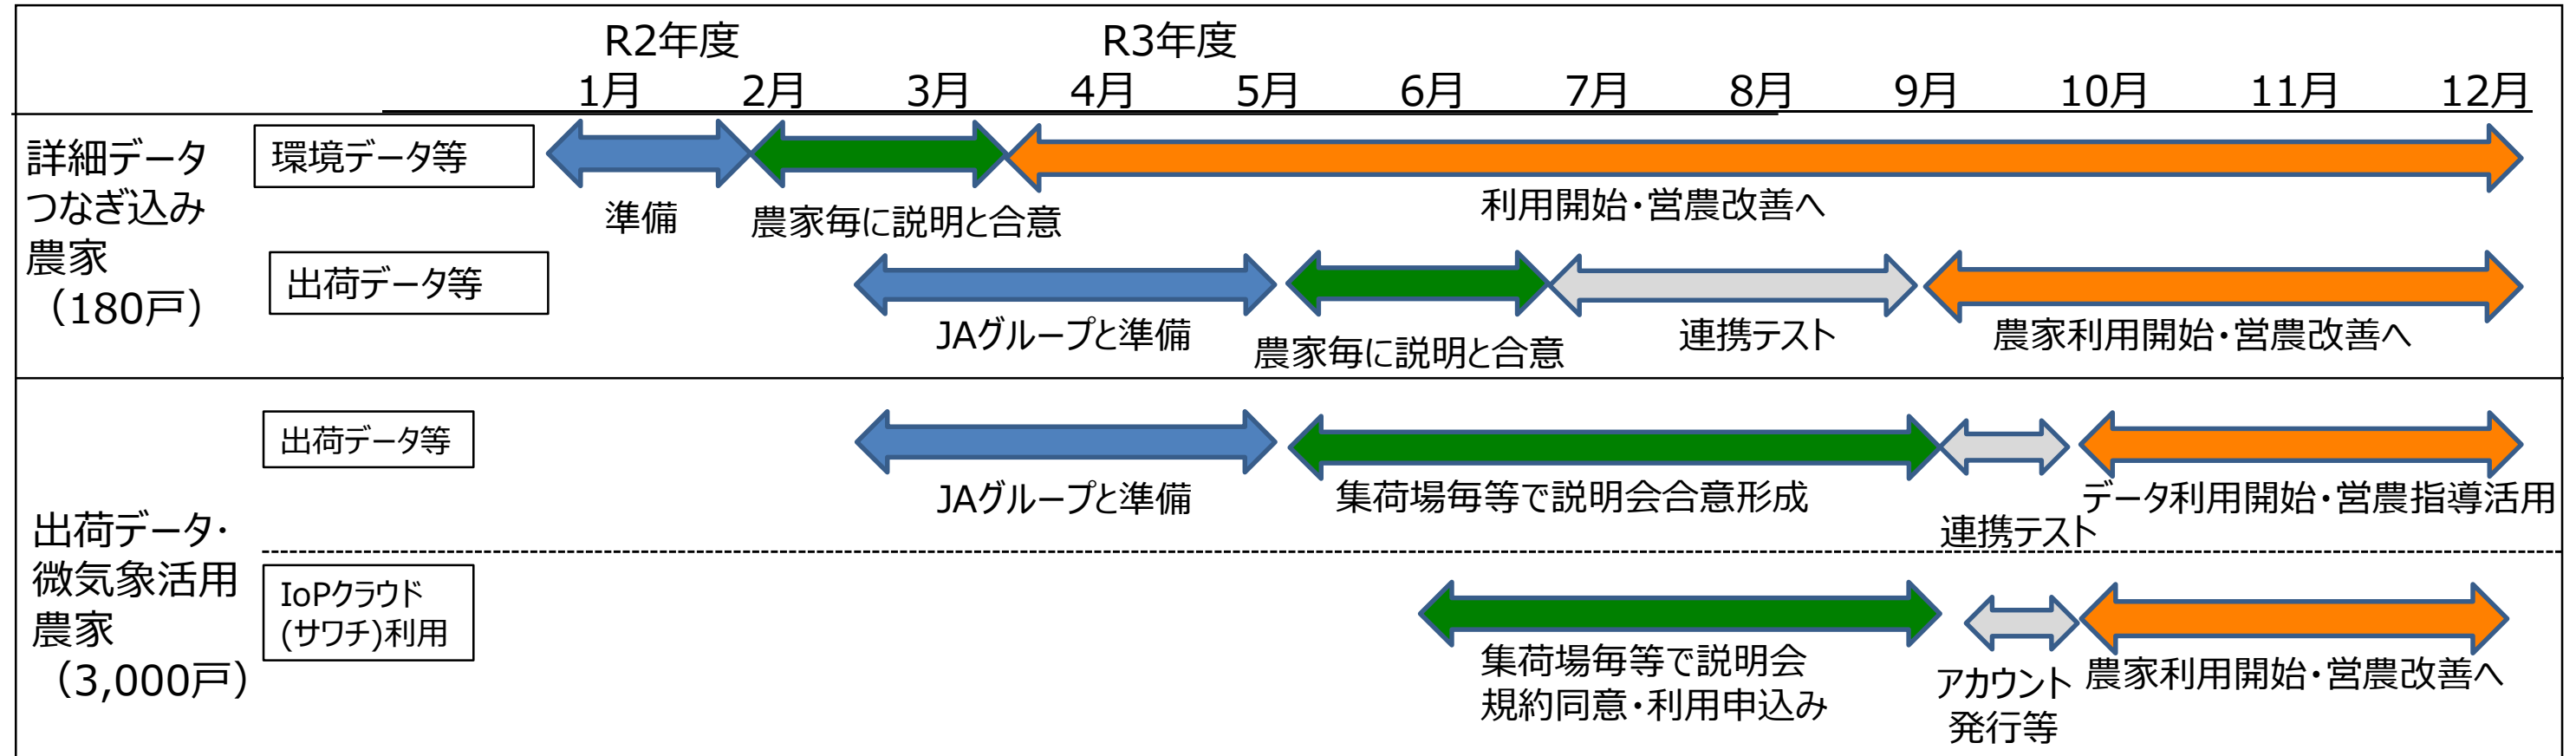 R2年度 R3年度
1月 2月 3月 4月 5月 6月 7月 8月 9月 10月 11月 12月
詳細データ
つなぎ込み
農家
（180戸）
環境データ等
準備
農家毎に説明と合意
利用開始・営農改善へ
出荷データ等
JAグループと準備
農家毎に説明と合意
連携テスト
農家利用開始・営農改善へ
出荷データ・
微気象活用
農家
（3,000戸）
出荷データ等
JAグループと準備
集荷場毎等で説明会合意形成
連携テスト
データ利用開始・営農指導活用
IoPクラウド
(サワチ)利用
集荷場毎等で説明会
規約同意・利用申込み
アカウント
発行等
農家利用開始・営農改善へ